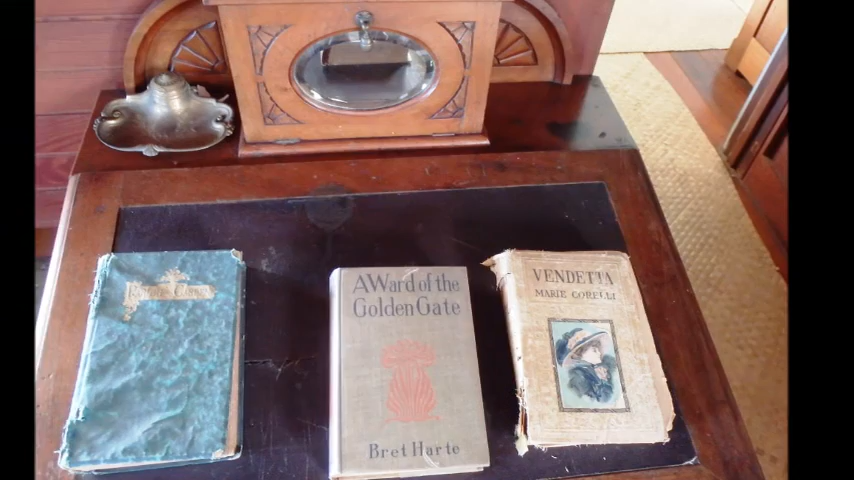 A Ward of the
Golden Gate
Bret Harte
VENDETTA
MARIE CORELLI